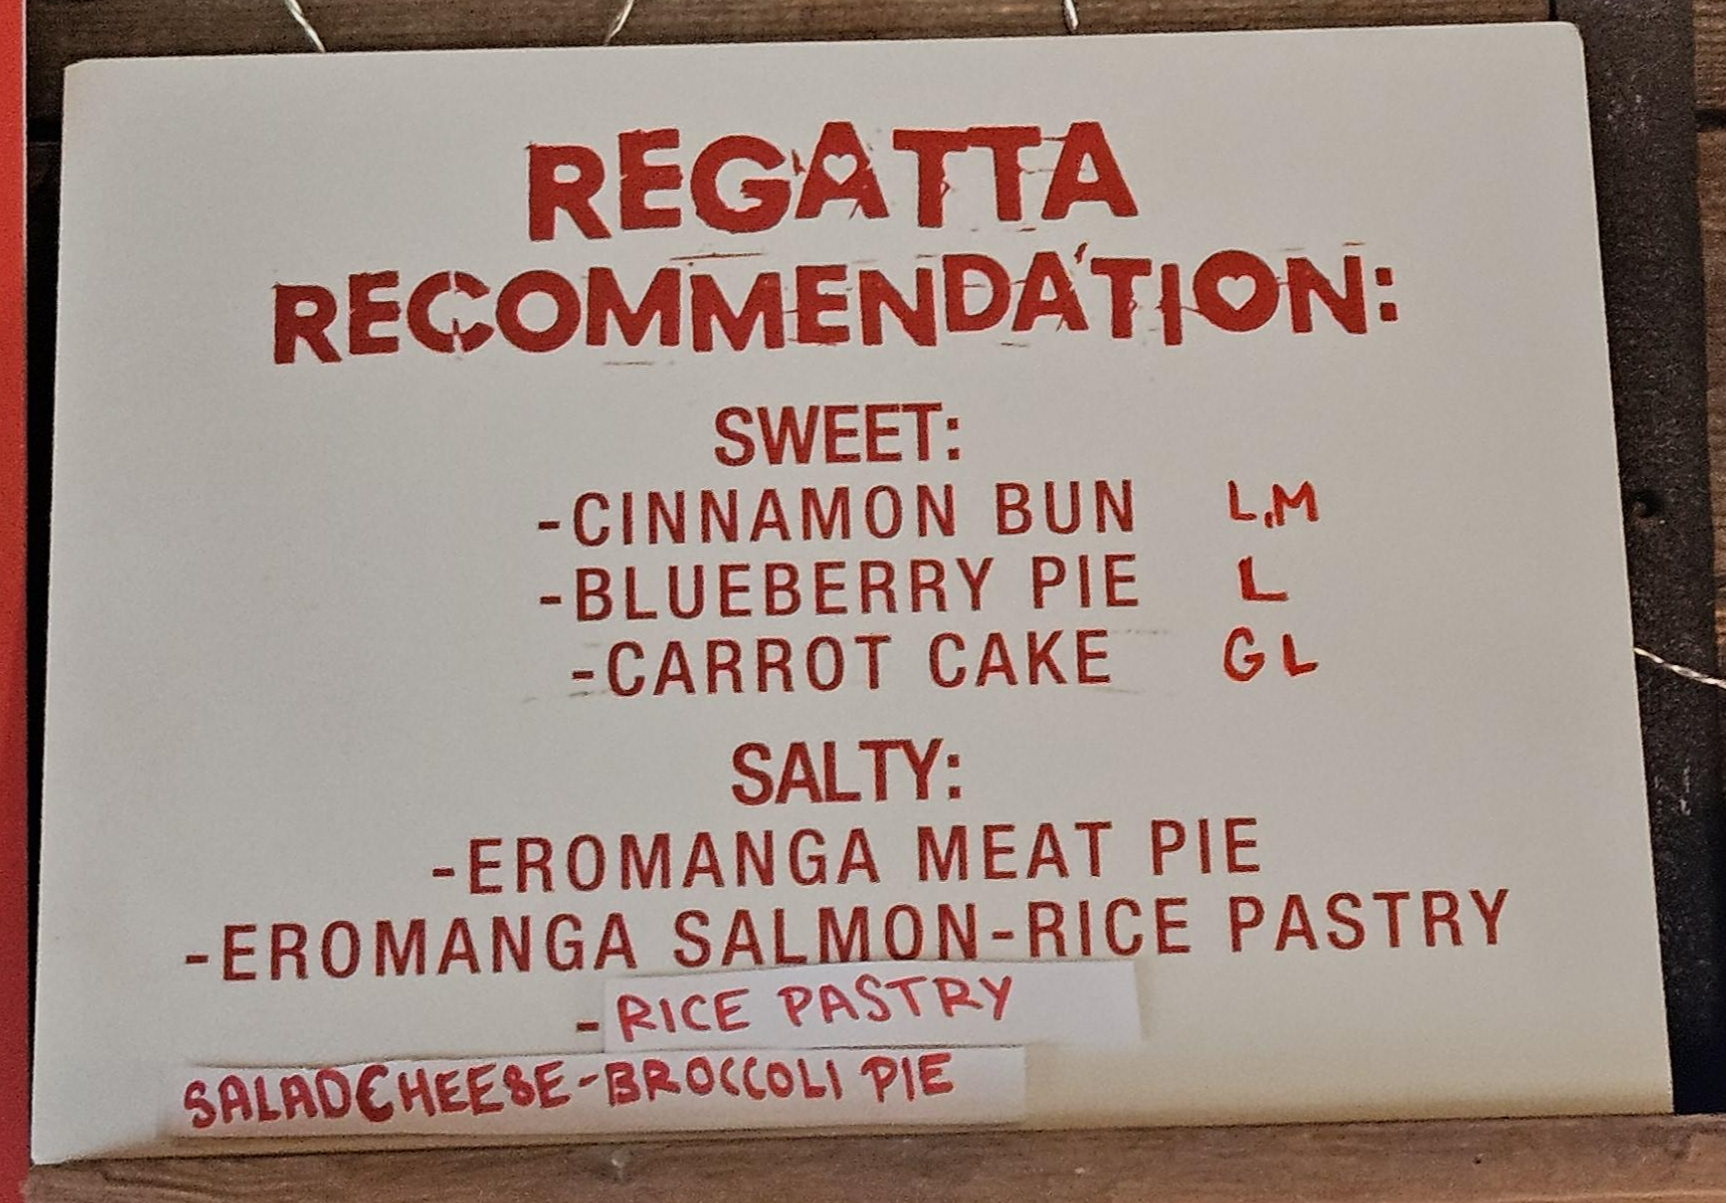 REGATTA
RECOMMENDATION:
SWEET:
-CINNAMON BUN L,M
-BLUEBERRY PIE L
-CARROT CAKE G L
SALTY:
-EROMANGA MEAT PIE
-EROMANGA SALMON-RICE PASTRY
-RICE PASTRY
SALADCHEESE-BROCCOLI PIE